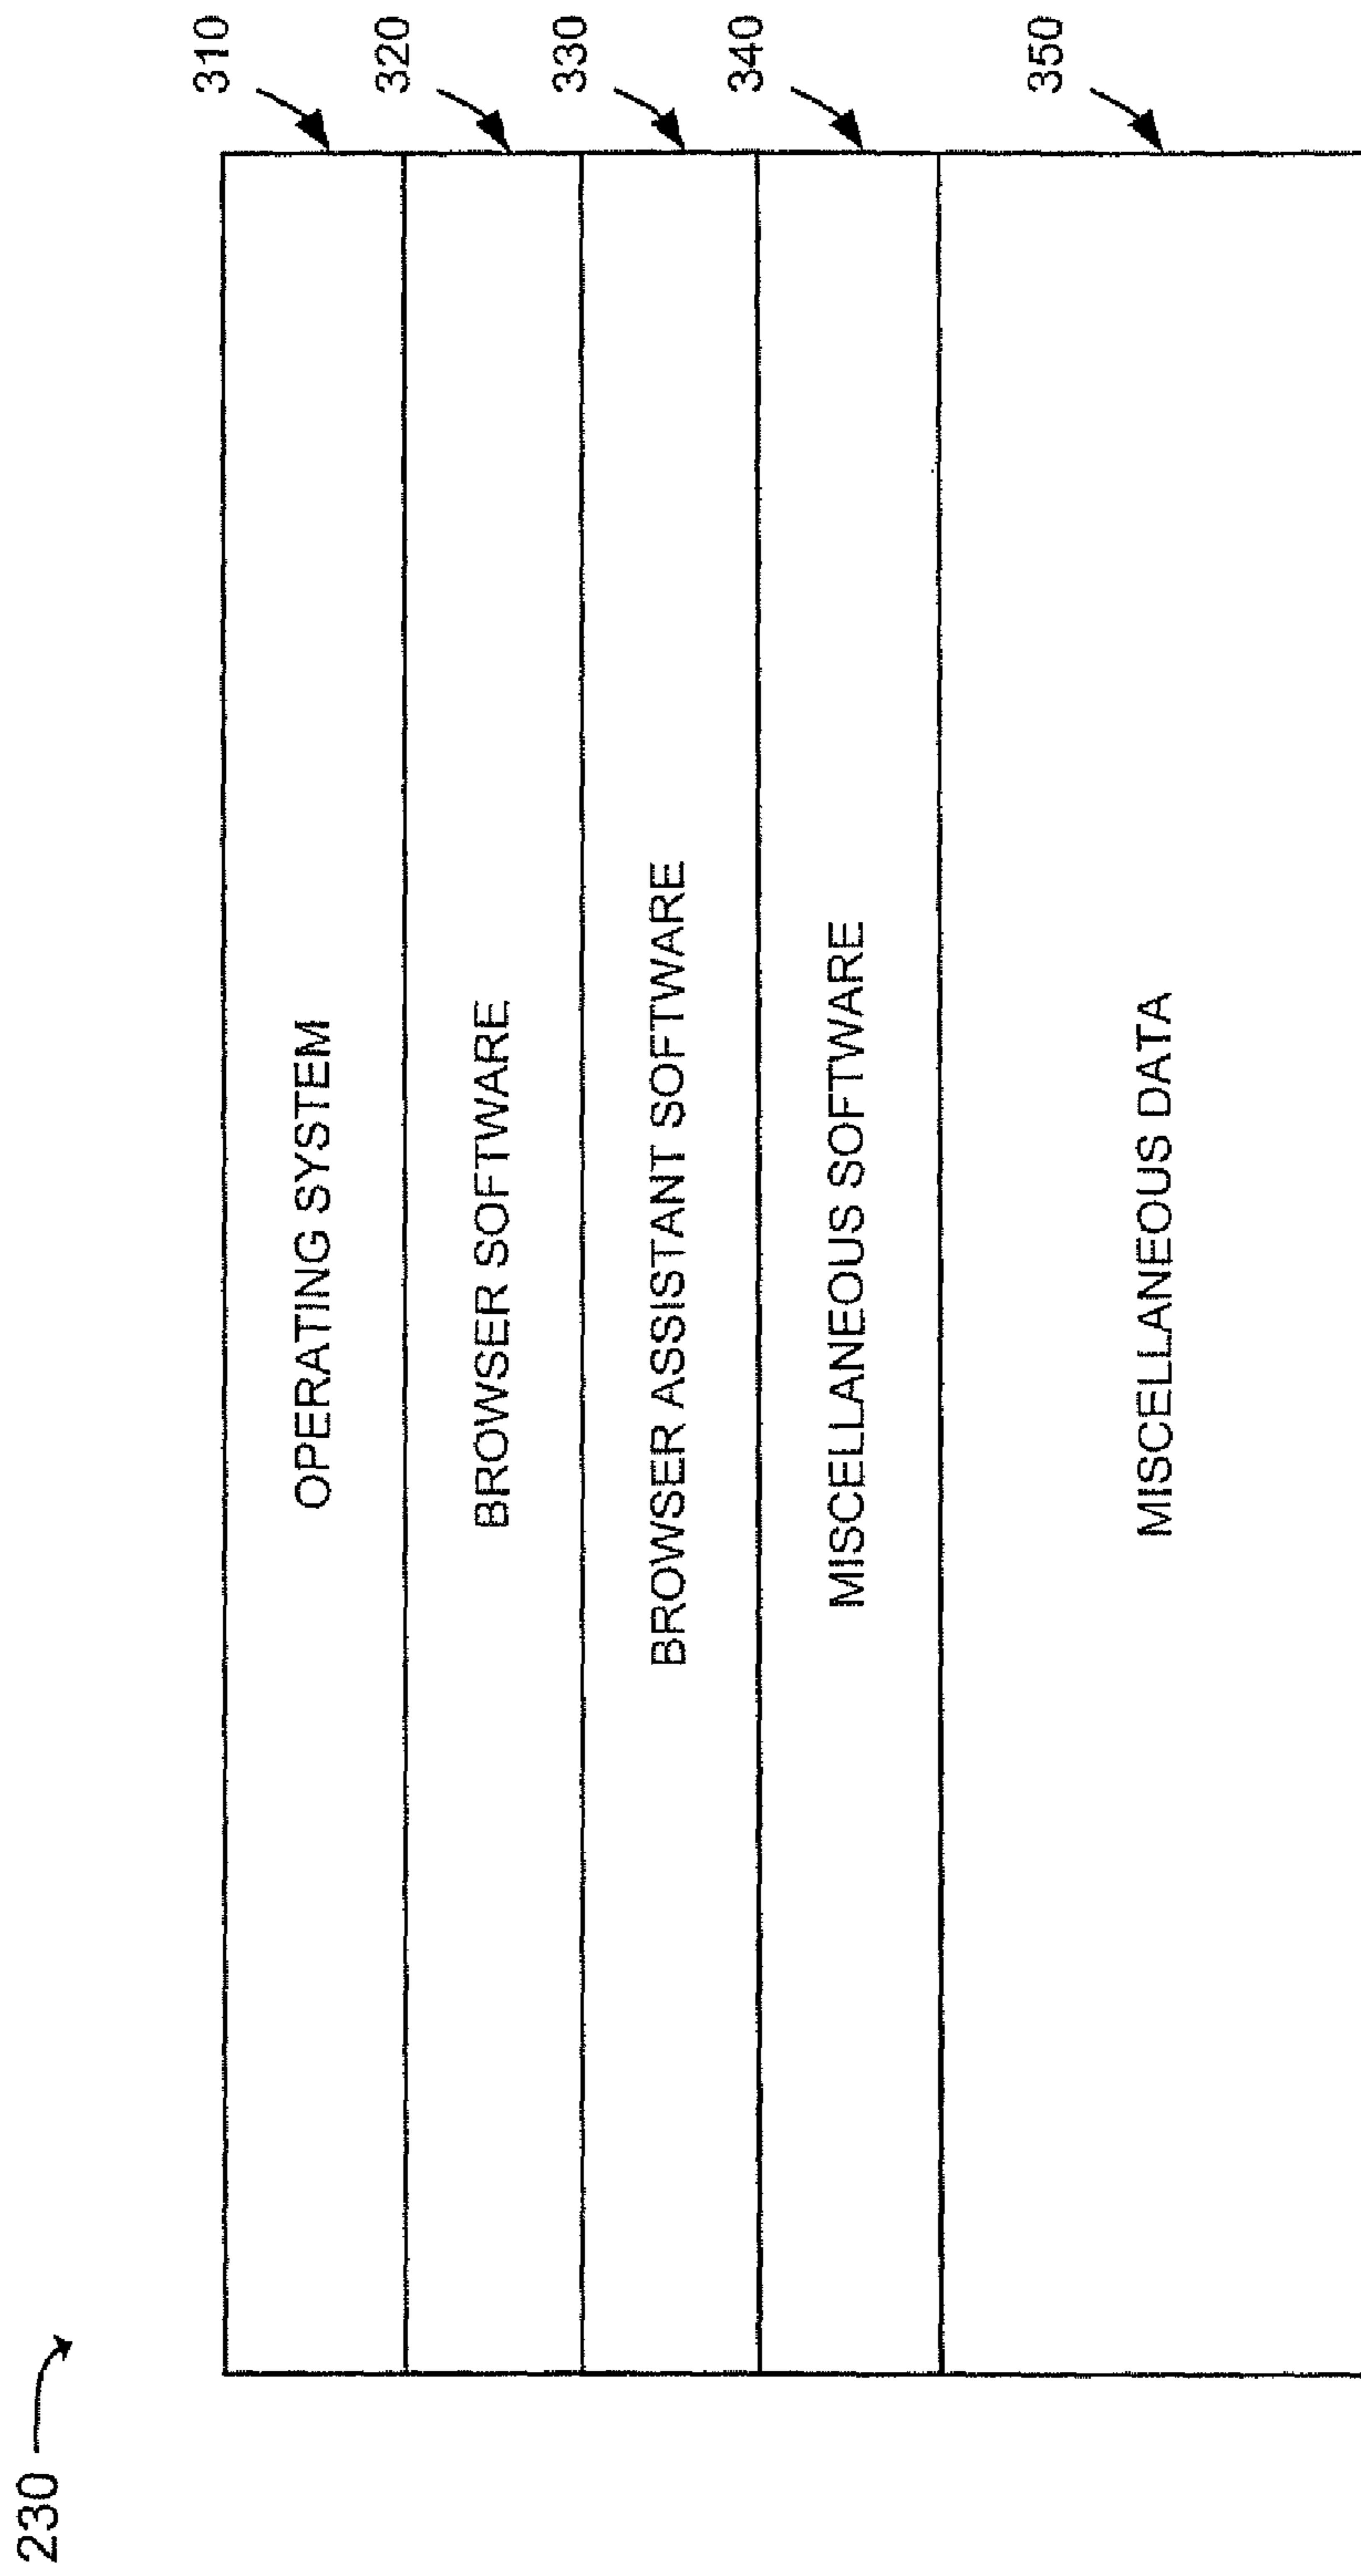 230
310
OPERATING SYSTEM
320
BROWSER SOFTWARE
330
BROWSER ASSISTANT SOFTWARE
340
MISCELLANEOUS SOFTWARE
350
MISCELLANEOUS DATA